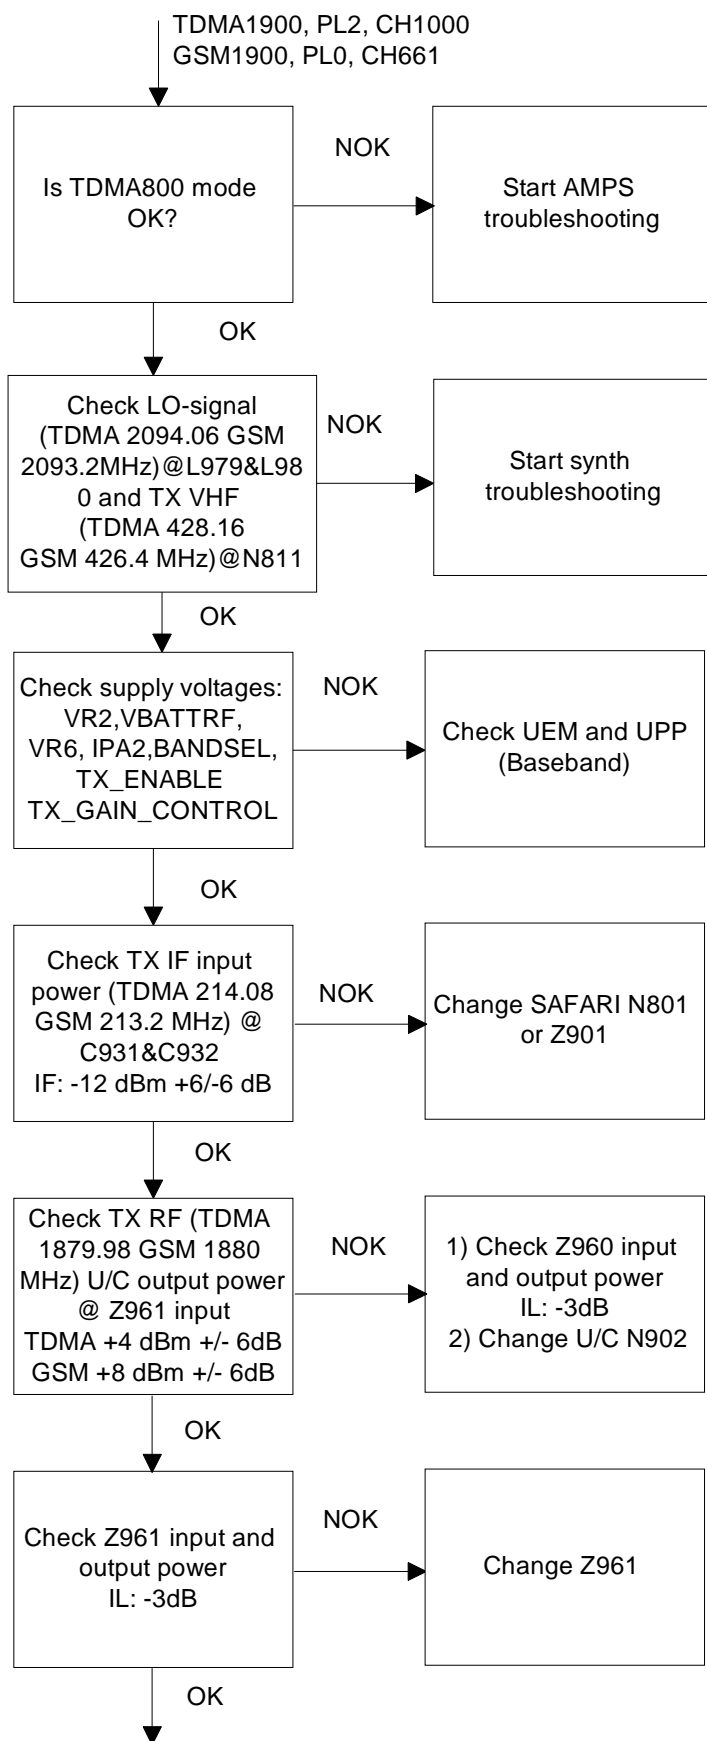 TDMA1900, PL2, CH1000
GSM1900, PL0, CH661
Is TDMA800 mode
OK?
NOK
Start AMPS
troubleshooting
OK
Check LO-signal
(TDMA 2094.06 GSM
2093.2MHz)@L979&L98
0 and TX VHF
(TDMA 428.16
GSM 426.4 MHz)@N811
NOK
Start synth
troubleshooting
OK
Check supply voltages:
VR2,VBATTRF,
VR6, IPA2,BANDSEL,
TX_ENABLE
TX_GAIN_CONTROL
NOK
Check UEM and UPP
(Baseband)
OK
Check TX IF input
power (TDMA 214.08
GSM 213.2 MHz) @
C931&C932
IF: -12 dBm +6/-6 dB
NOK
Change SAFARI N801
or Z901
OK
Check TX RF (TDMA
1879.98 GSM 1880
MHz) U/C output power
@ Z961 input
TDMA +4 dBm +/- 6dB
GSM +8 dBm +/- 6dB
NOK
1) Check Z960 input
and output power
IL: -3dB
2) Change U/C N902
OK
Check Z961 input and
output power
IL: -3dB
NOK
Change Z961
OK